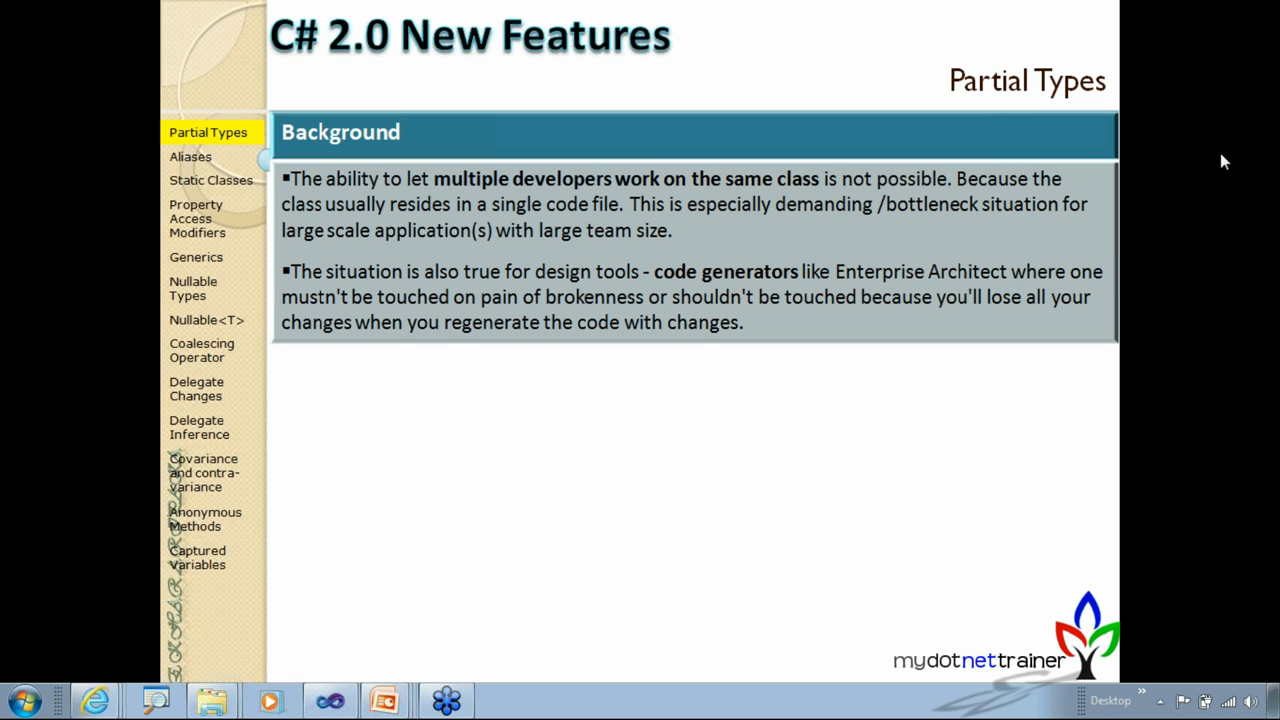 C# 2.0 New Features
Partial Types
Partial Types
Aliases
Static Classes
Property
Access
Modifiers
Generics
Nullable
Types
Nullable<T>
Coalescing
Operator
Delegate
Changes
Delegate
Inference
Covariance
and contra-
variance
Anonymous
Methods
Captured
Variables
Background
▪The ability to let multiple developers work on the same class is not possible. Because the
class usually resides in a single code file. This is especially demanding /bottleneck situation for
large scale application(s) with large team size.
▪The situation is also true for design tools - code generators like Enterprise Architect where one
mustn't be touched on pain of brokenness or shouldn't be touched because you'll lose all your
changes when you regenerate the code with changes.
mydotnettrainer
Desktop